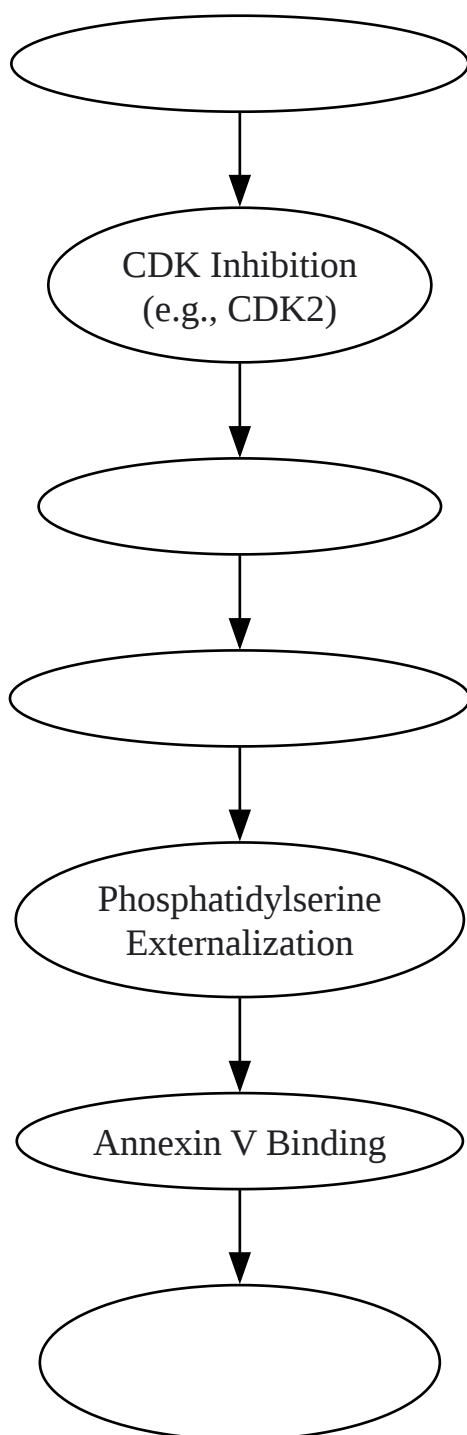 CDK Inhibition
(e.g., CDK2)
Phosphatidylserine
Externalization
Annexin V Binding